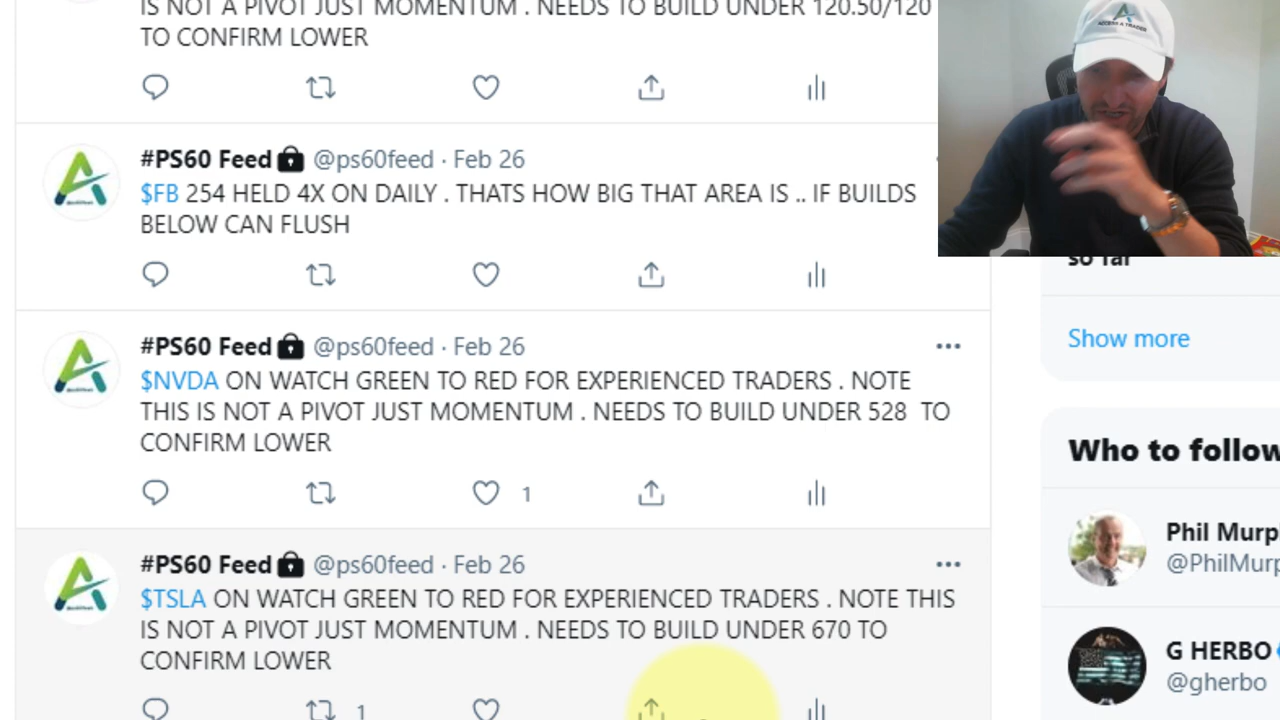 IS NOT A PIVOT JUST MOMENTUM . NEEDS TO BUILD UNDER 120.50/120
TO CONFIRM LOWER
ACCESS A TRADER
#PS60 Feed @ps60feed · Feb 26
$FB 254 HELD 4X ON DAILY . THATS HOW BIG THAT AREA IS .. IF BUILDS
BELOW CAN FLUSH
so far
Show more
#PS60 Feed @ps60feed · Feb 26
$NVDA ON WATCH GREEN TO RED FOR EXPERIENCED TRADERS . NOTE
THIS IS NOT A PIVOT JUST MOMENTUM . NEEDS TO BUILD UNDER 528 TO
CONFIRM LOWER
1
Who to follow
Phil Murp
@PhilMurp
#PS60 Feed @ps60feed · Feb 26
$TSLA ON WATCH GREEN TO RED FOR EXPERIENCED TRADERS . NOTE THIS
IS NOT A PIVOT JUST MOMENTUM . NEEDS TO BUILD UNDER 670 TO
CONFIRM LOWER
1
G HERBO
@gherbo